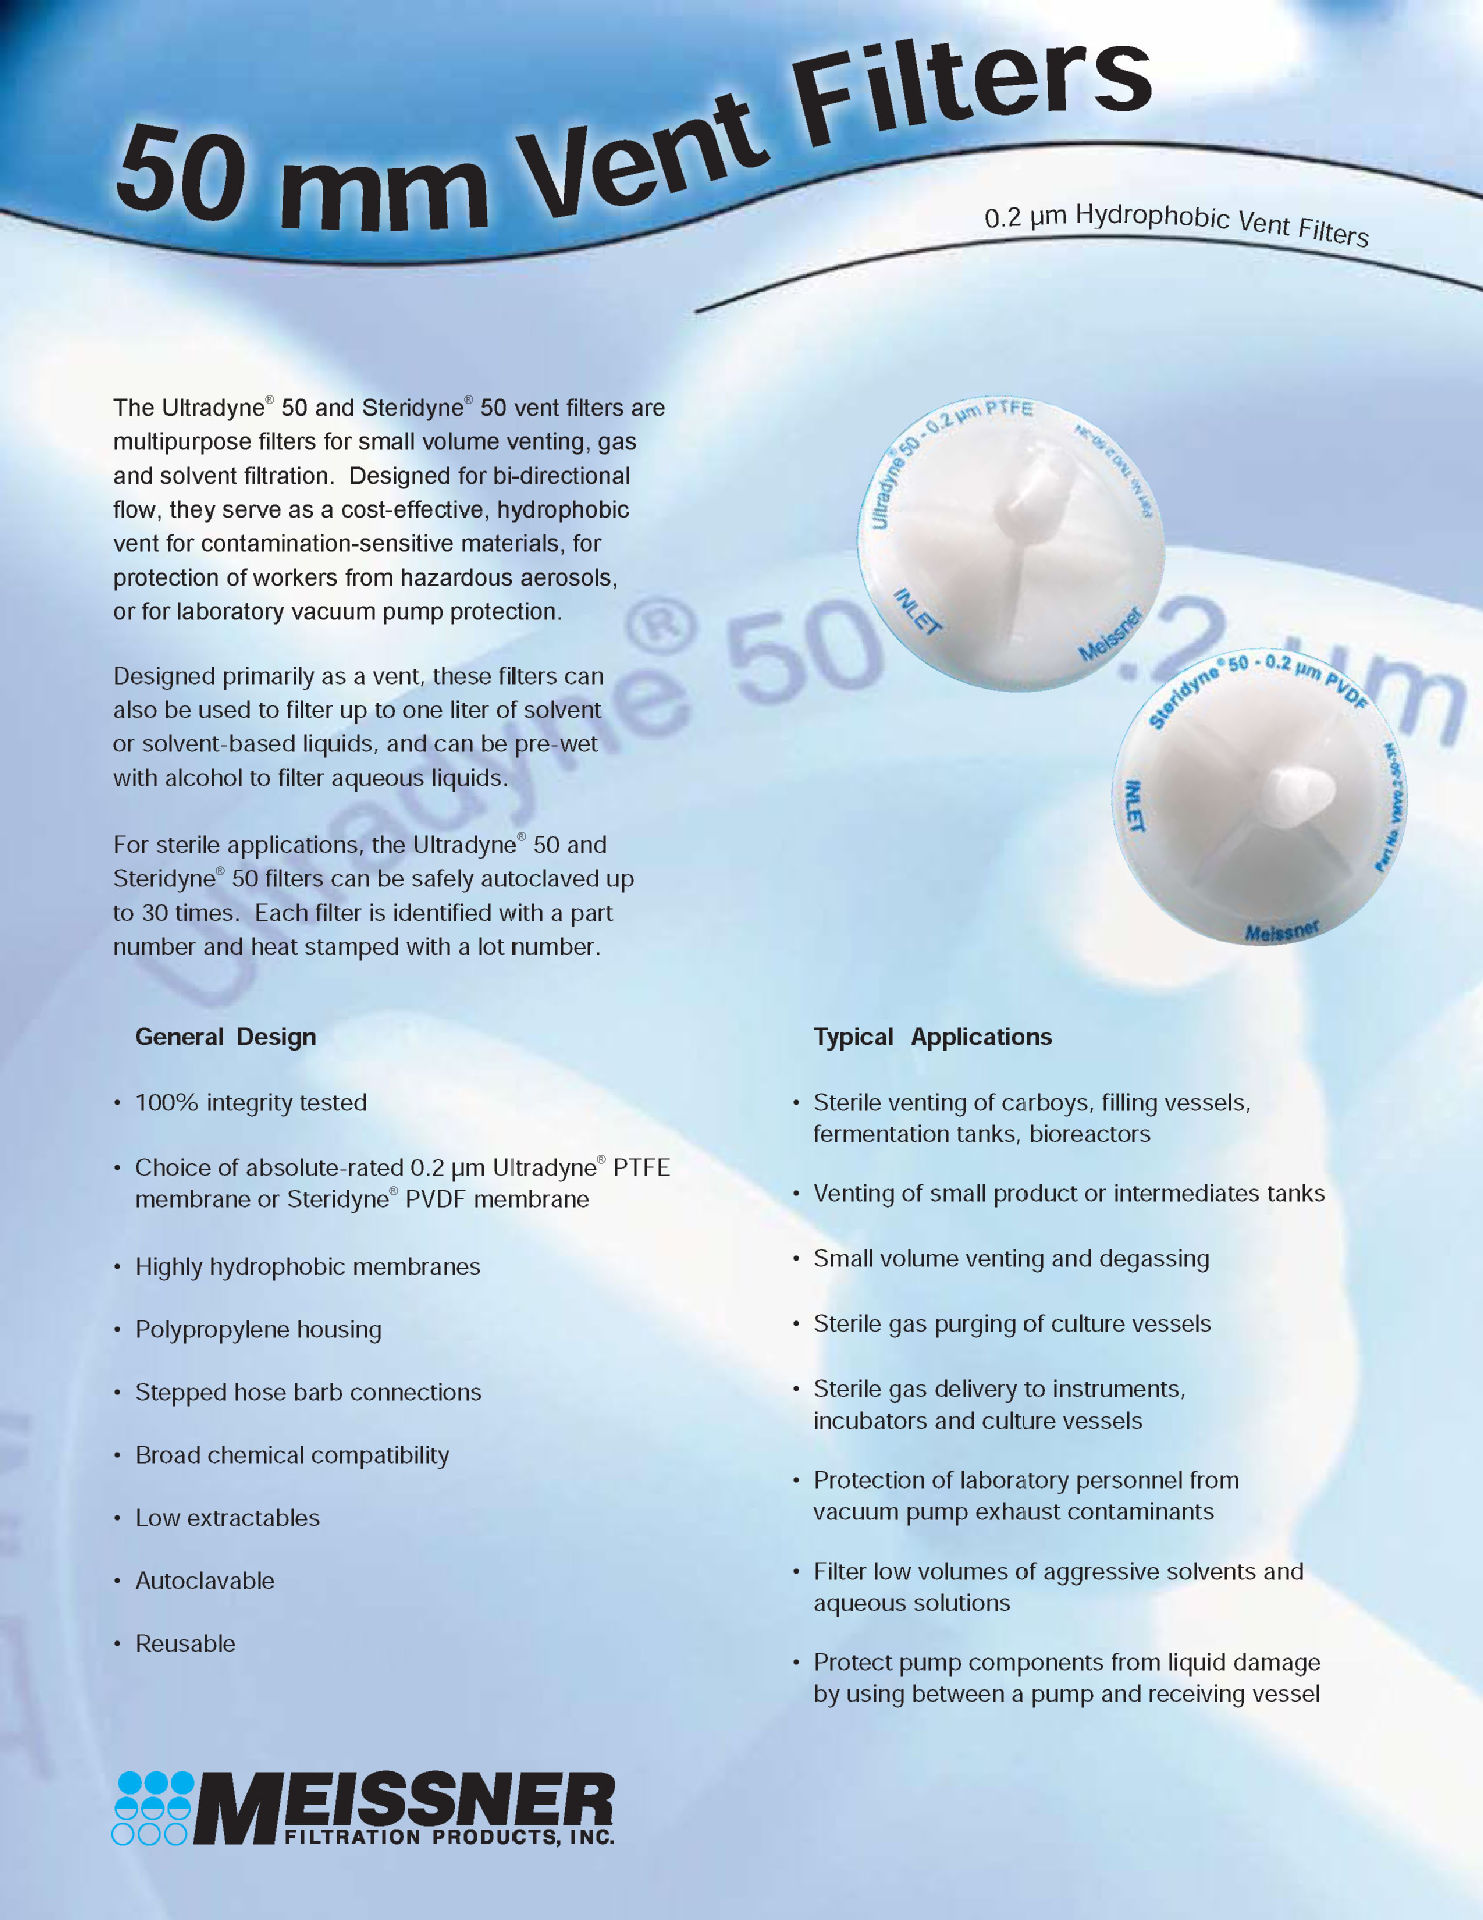 50 mm Vent Filters
0.2 µm Hydrophobic Vent Filters
The Ultradyne® 50 and Steridyne® 50 vent filters are
multipurpose filters for small volume venting, gas
and solvent filtration. Designed for bi-directional
flow, they serve as a cost-effective, hydrophobic
vent for contamination-sensitive materials, for
protection of workers from hazardous aerosols,
or for laboratory vacuum pump protection.
Designed primarily as a vent, these filters can
also be used to filter up to one liter of solvent
or solvent-based liquids, and can be pre-wet
with alcohol to filter aqueous liquids.
For sterile applications, the Ultradyne® 50 and
Steridyne® 50 filters can be safely autoclaved up
to 30 times. Each filter is identified with a part
number and heat stamped with a lot number.
Ultradyne® 50 - 0.2 µm PTFE
INLET
Meissner
Steridyne® 50 - 0.2 µm PVDF
INLET
Part No. VMV0.2-50-3N
Meissner
Ultradyne® 50 .2 µm
General Design
• 100% integrity tested
• Choice of absolute-rated 0.2 µm Ultradyne® PTFE
membrane or Steridyne® PVDF membrane
• Highly hydrophobic membranes
• Polypropylene housing
• Stepped hose barb connections
• Broad chemical compatibility
• Low extractables
• Autoclavable
• Reusable
Typical Applications
• Sterile venting of carboys, filling vessels,
fermentation tanks, bioreactors
• Venting of small product or intermediates tanks
• Small volume venting and degassing
• Sterile gas purging of culture vessels
• Sterile gas delivery to instruments,
incubators and culture vessels
• Protection of laboratory personnel from
vacuum pump exhaust contaminants
• Filter low volumes of aggressive solvents and
aqueous solutions
• Protect pump components from liquid damage
by using between a pump and receiving vessel
MEISSNER
FILTRATION PRODUCTS, INC.